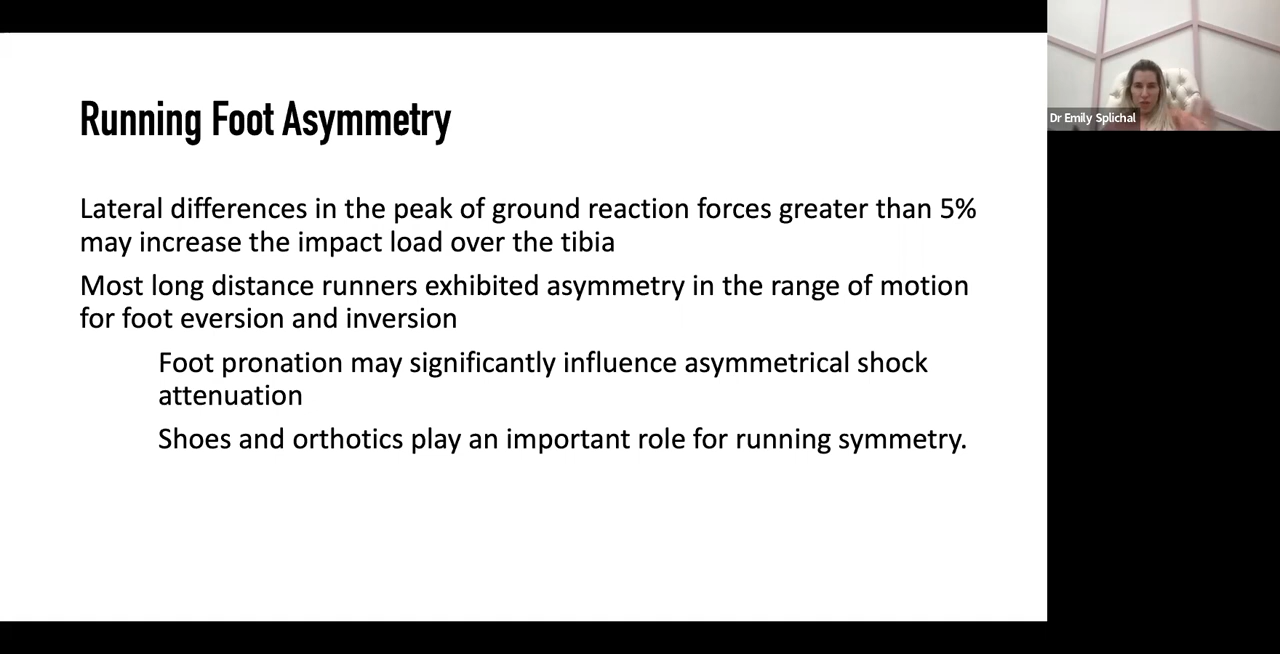 Running Foot Asymmetry
Lateral differences in the peak of ground reaction forces greater than 5%
may increase the impact load over the tibia
Most long distance runners exhibited asymmetry in the range of motion
for foot eversion and inversion
Foot pronation may significantly influence asymmetrical shock
attenuation
Shoes and orthotics play an important role for running symmetry.
Dr Emily Splichal